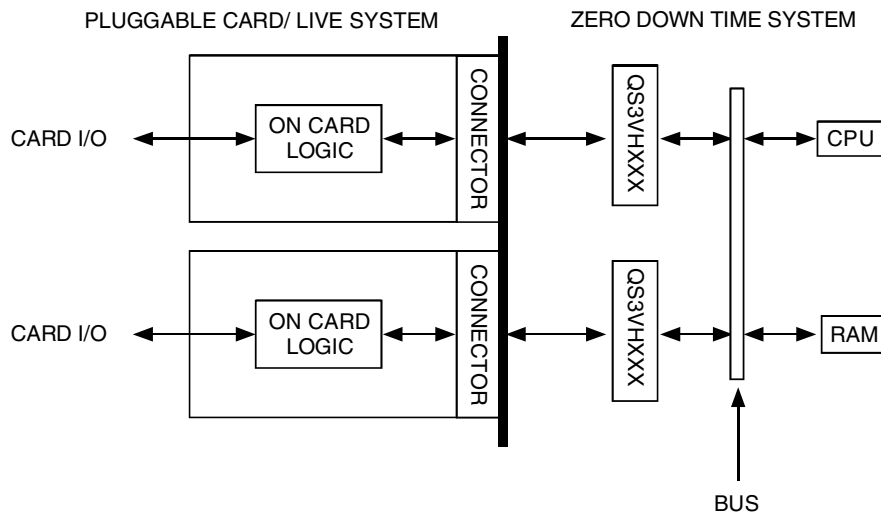 PLUGGABLE CARD/ LIVE SYSTEM
ZERO DOWN TIME SYSTEM
CARD I/O
ON CARD
LOGIC
CONNECTOR
QS3VHXXX
CPU
CARD I/O
ON CARD
LOGIC
CONNECTOR
QS3VHXXX
RAM
BUS